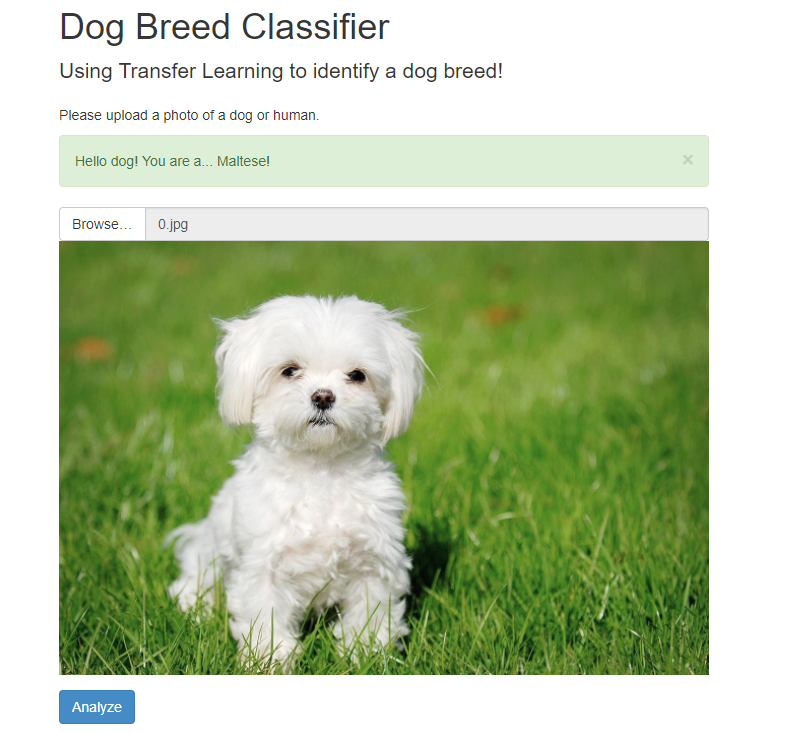 Dog Breed Classifier
Using Transfer Learning to identify a dog breed!
Please upload a photo of a dog or human.
Hello dog! You are a... Maltese! ×
Browse... 0.jpg
Analyze